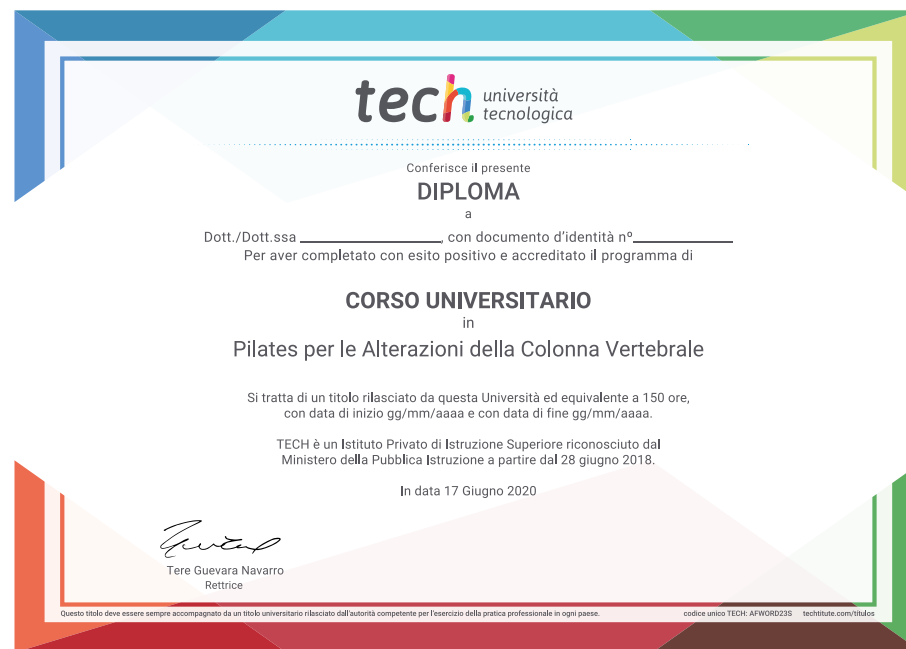 tech università
tecnologica
Conferisce il presente
DIPLOMA
a
Dott./Dott.ssa ____________________, con documento d'identità nº______________
Per aver completato con esito positivo e accreditato il programma di
CORSO UNIVERSITARIO
in
Pilates per le Alterazioni della Colonna Vertebrale
Si tratta di un titolo rilasciato da questa Università ed equivalente a 150 ore,
con data di inizio gg/mm/aaaa e con data di fine gg/mm/aaaa.
TECH è un Istituto Privato di Istruzione Superiore riconosciuto dal
Ministero della Pubblica Istruzione a partire dal 28 giugno 2018.
In data 17 Giugno 2020
Tere Guevara Navarro
Rettrice
Questo titolo deve essere sempre accompagnato da un titolo universitario rilasciato dall'autorità competente per l'esercizio della pratica professionale in ogni paese. codice unico TECH: AFWORD23S techtitute.com/titulos